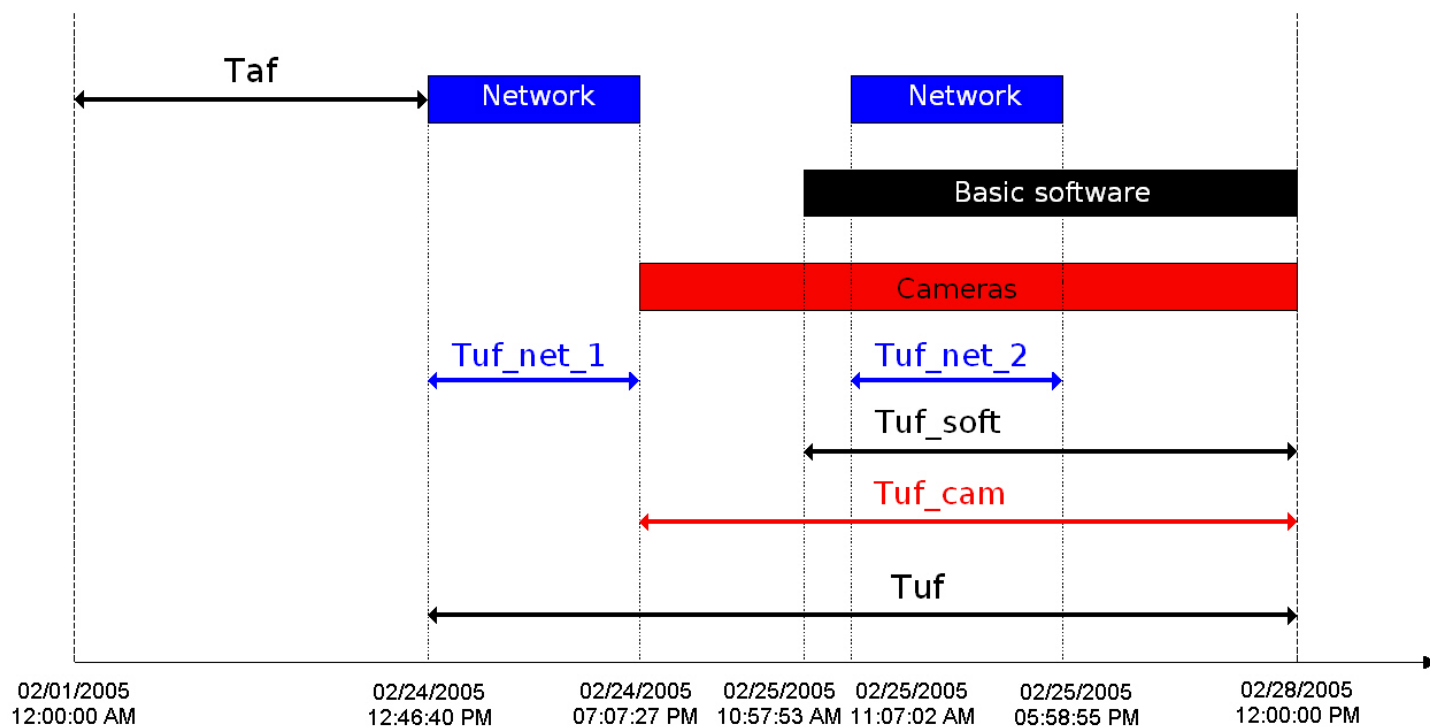 Taf
Network
Network
Basic software
Cameras
Tuf_net_1
Tuf_net_2
Tuf_soft
Tuf_cam
Tuf
02/01/2005
12:00:00 AM
02/24/2005
12:46:40 PM
02/24/2005
07:07:27 PM
02/25/2005
10:57:53 AM
02/25/2005
11:07:02 AM
02/25/2005
05:58:55 PM
02/28/2005
12:00:00 PM